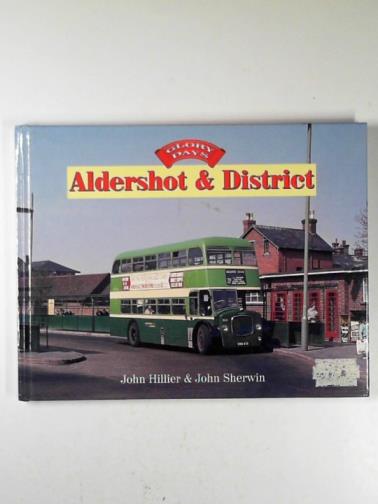 GLORY
DAYS
Aldershot & District
John Hillier & John Sherwin